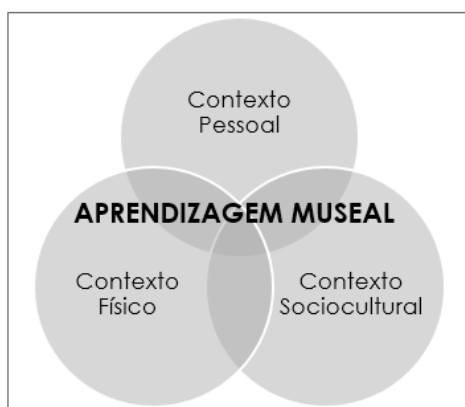 Contexto
Pessoal
APRENDIZAGEM MUSEAL
Contexto
Físico
Contexto
Sociocultural